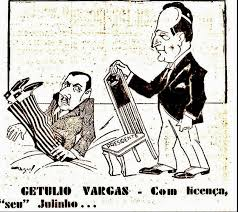 GETULIO VARGAS - Com licença,
"seu" Julinho...